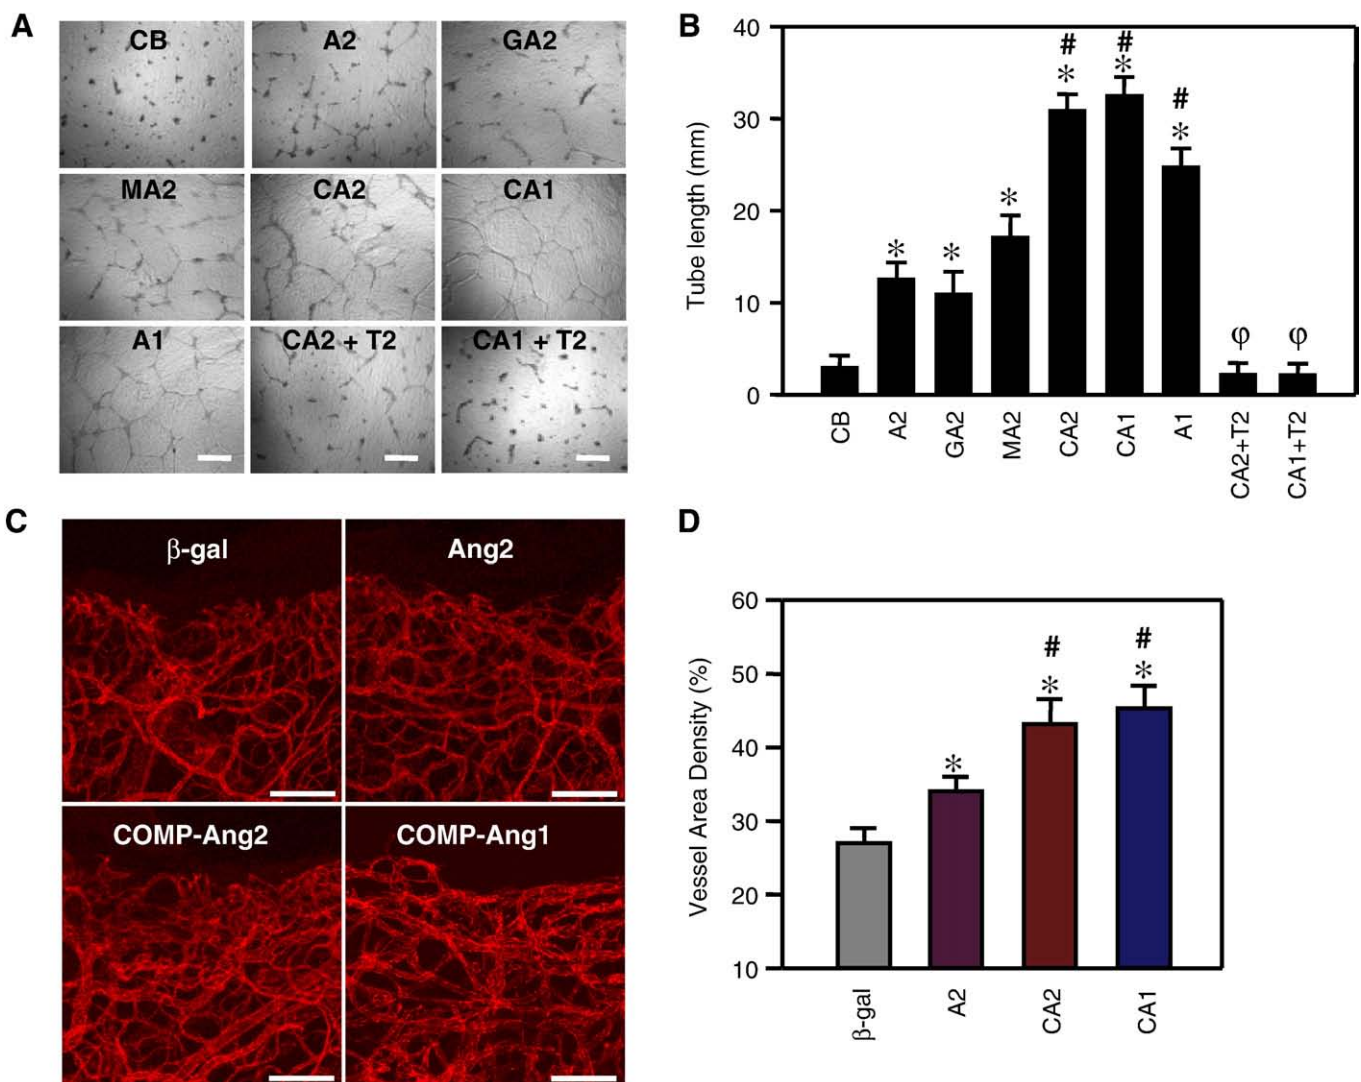 A
CB
A2
GA2
MA2
CA2
CA1
A1
CA2 + T2
CA1 + T2
B
Tube length (mm)
40
30
20
10
0
*
*
*
#
*
#
*
#
*
φ
φ
CB
A2
GA2
MA2
CA2
CA1
A1
CA2+T2
CA1+T2
C
β-gal
Ang2
COMP-Ang2
COMP-Ang1
D
Vessel Area Density (%)
60
50
40
30
20
10
*
#
*
#
*
β-gal
A2
CA2
CA1